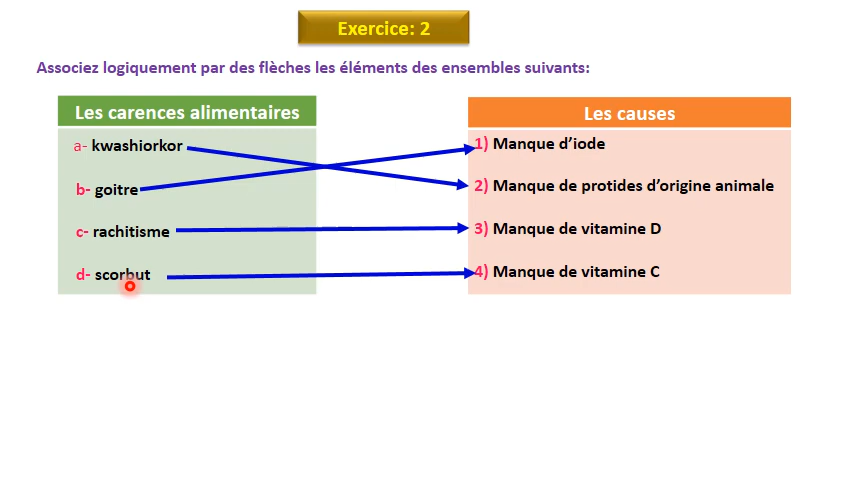 Exercice: 2
Associez logiquement par des flèches les éléments des ensembles suivants:
Les carences alimentaires
a- kwashiorkor
b- goitre
c- rachitisme
d- scorbut
Les causes
1) Manque d'iode
2) Manque de protides d'origine animale
3) Manque de vitamine D
4) Manque de vitamine C